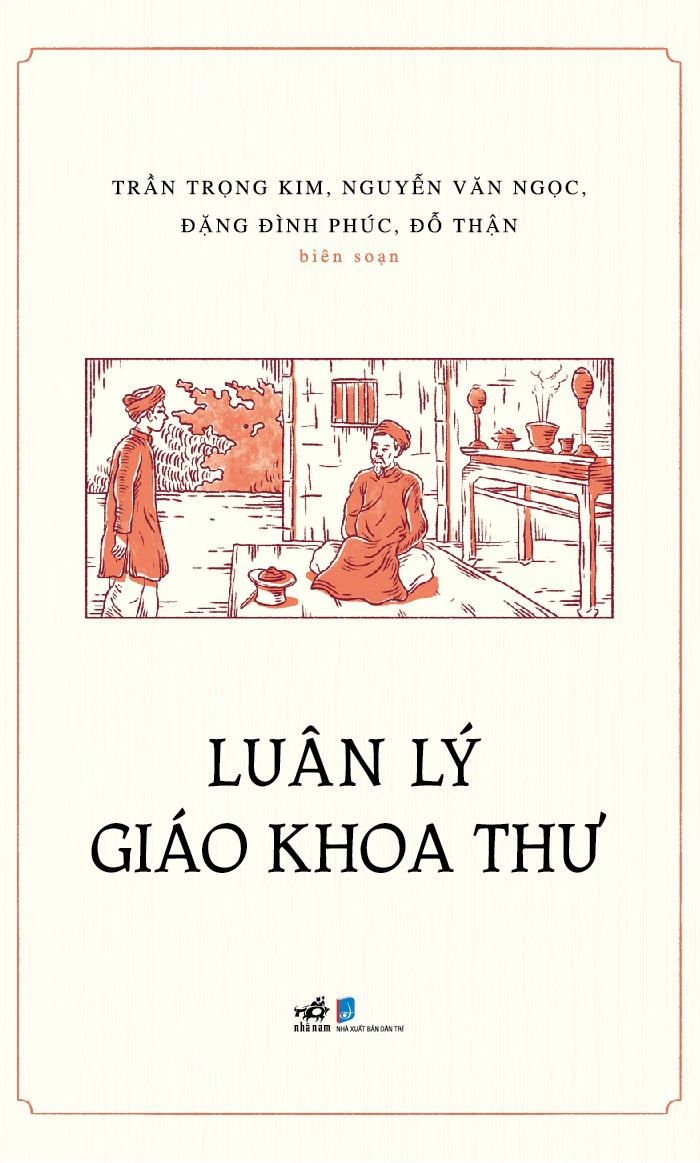 TRẦN TRỌNG KIM, NGUYỄN VĂN NGỌC,
ĐẶNG ĐÌNH PHÚC, ĐỖ THẬN
biên soạn
LUÂN LÝ
GIÁO KHOA THƯ
nhã nam
NHÀ XUẤT BẢN DÂN TRÍ